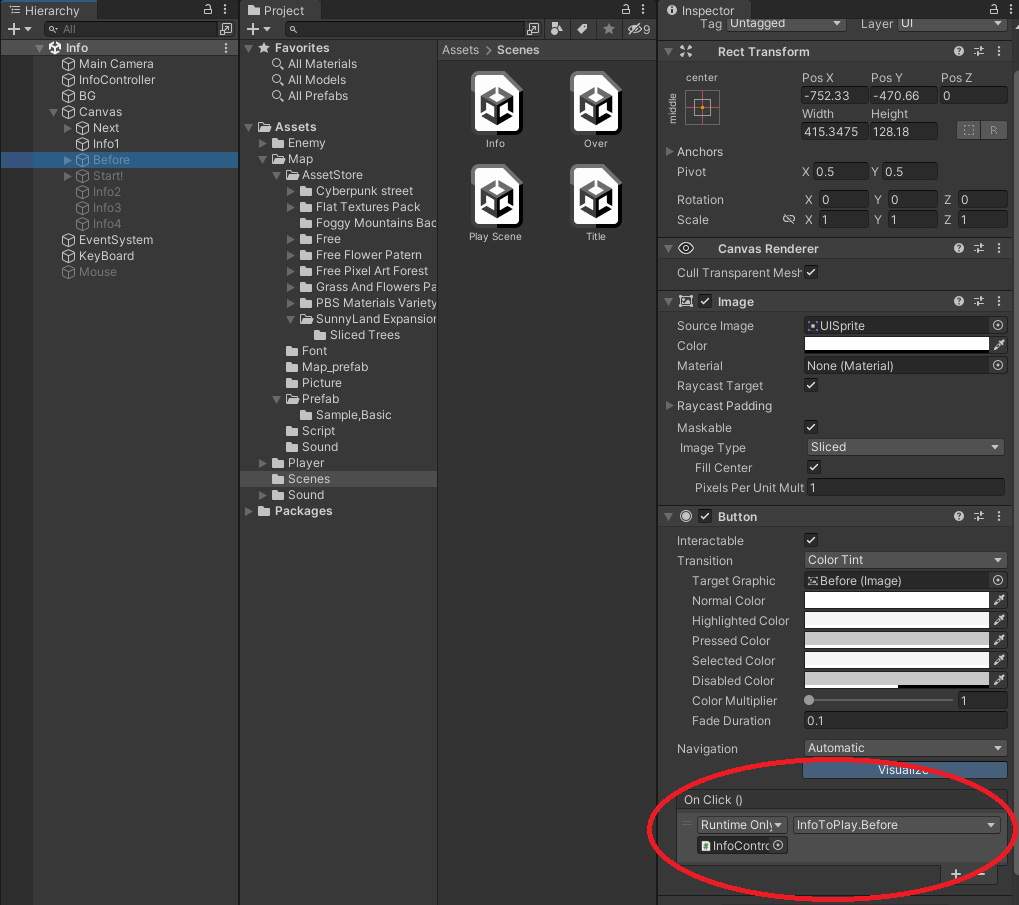 Hierarchy
All
Info
Main Camera
InfoController
BG
Canvas
Next
Info1
Before
Start!
Info2
Info3
Info4
EventSystem
KeyBoard
Mouse
Project
9
Favorites
All Materials
All Models
All Prefabs
Assets
Enemy
Map
AssetStore
Cyberpunk street
Flat Textures Pack
Foggy Mountains Bac
Free
Free Flower Patern
Free Pixel Art Forest
Grass And Flowers Pa
PBS Materials Variety
SunnyLand Expansion
Sliced Trees
Font
Map_prefab
Picture
Prefab
Sample,Basic
Script
Sound
Player
Scenes
Sound
Packages
Assets > Scenes
Info
Over
Play Scene
Title
Inspector
Tag Untagged Layer UI
Rect Transform
center
middle
Pos X Pos Y Pos Z
-752.33 -470.66 0
Width Height
415.3475 128.18
R
Anchors
Pivot X 0.5 Y 0.5
Rotation X 0 Y 0 Z 0
Scale X 1 Y 1 Z 1
Canvas Renderer
Cull Transparent Mesh
Image
Source Image UISprite
Color
Material None (Material)
Raycast Target
Raycast Padding
Maskable
Image Type Sliced
Fill Center
Pixels Per Unit Mult 1
Button
Interactable
Transition Color Tint
Target Graphic Before (Image)
Normal Color
Highlighted Color
Pressed Color
Selected Color
Disabled Color
Color Multiplier 1
Fade Duration 0.1
Navigation Automatic
Visualize
On Click ()
Runtime Only InfoToPlay.Before
InfoContro